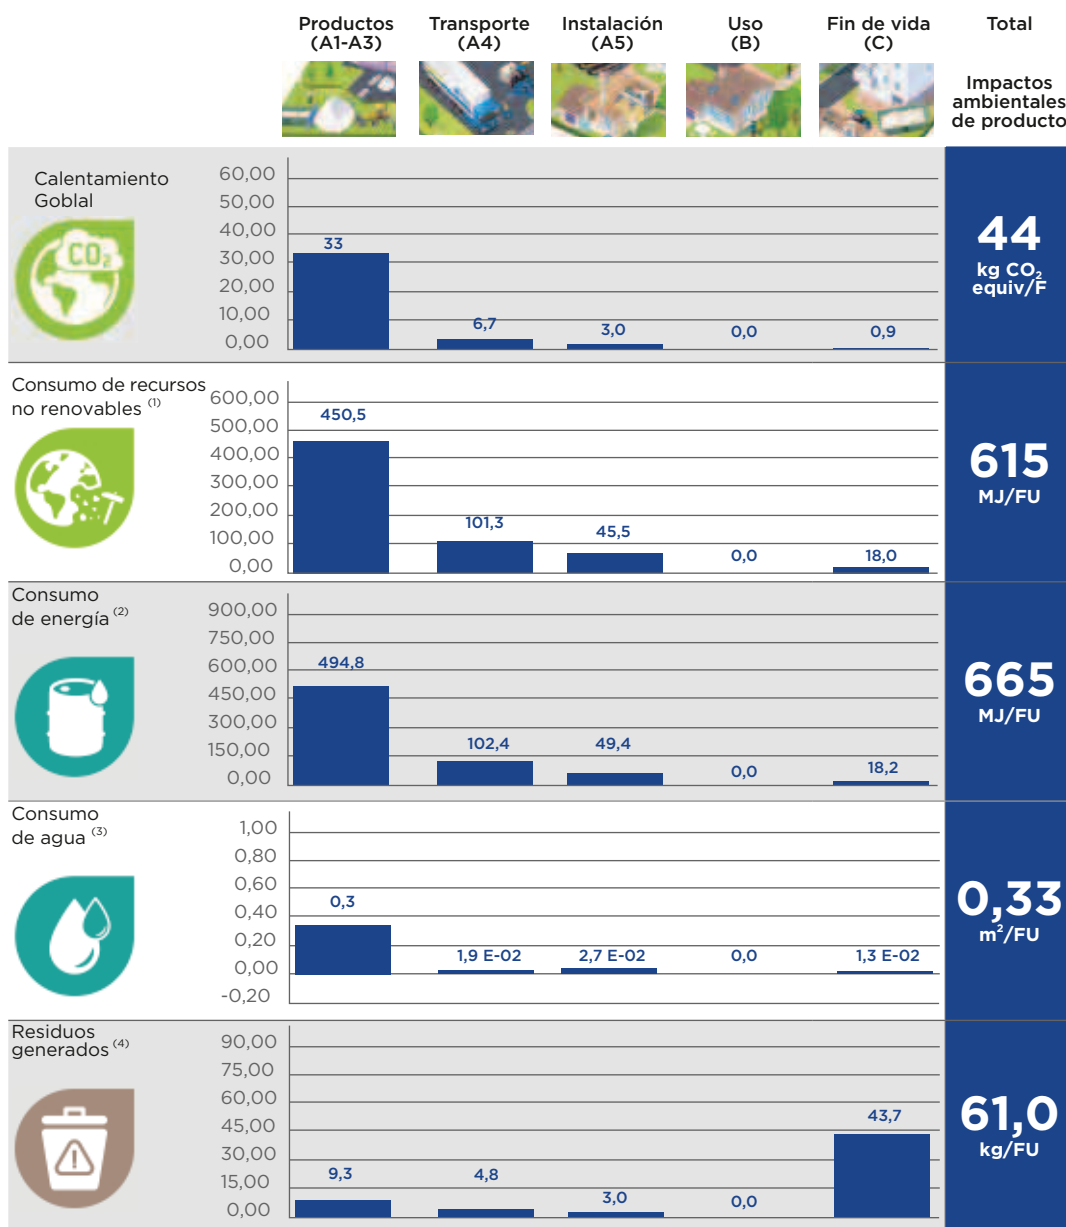 Productos
(A1-A3)
Transporte
(A4)
Instalación
(A5)
Uso
(B)
Fin de vida
(C)
Total
Impactos
ambientales
de producto
Calentamiento
Goblal
CO₂
60,00
50,00
40,00
30,00
20,00
10,00
0,00
33
6,7
3,0
0,0
0,9
44
kg CO₂
equiv/F
Consumo de recursos
no renovables (1)
600,00
500,00
400,00
300,00
200,00
100,00
0,00
450,5
101,3
45,5
0,0
18,0
615
MJ/FU
Consumo
de energía (2)
900,00
750,00
600,00
450,00
300,00
150,00
0,00
494,8
102,4
49,4
0,0
18,2
665
MJ/FU
Consumo
de agua (3)
1,00
0,80
0,60
0,40
0,20
0,00
-0,20
0,3
1,9 E-02
2,7 E-02
0,0
1,3 E-02
0,33
m²/FU
Residuos
generados (4)
90,00
75,00
60,00
45,00
30,00
15,00
0,00
9,3
4,8
3,0
0,0
43,7
61,0
kg/FU